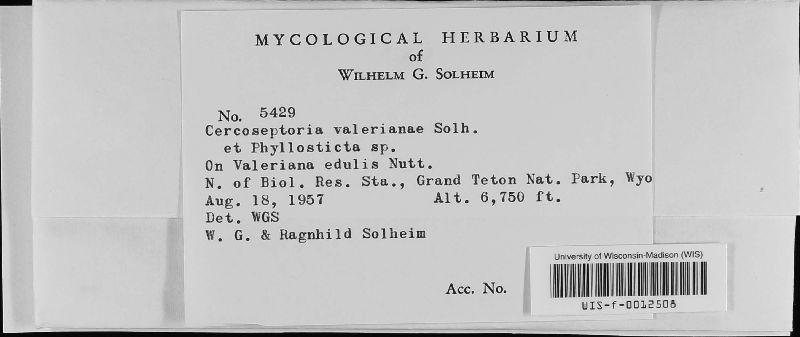 MYCOLOGICAL HERBARIUM
of
WILHELM G. SOLHEIM
No. 5429
Cercoseptoria valerianae Solh.
et Phyllosticta sp.
On Valeriana edulis Nutt.
N. of Biol. Res. Sta., Grand Teton Nat. Park, Wyo
Aug. 18, 1957 Alt. 6,750 ft.
Det. WGS
W. G. & Ragnhild Solheim
Acc. No.
University of Wisconsin-Madison (WIS)
WIS-f-0012508